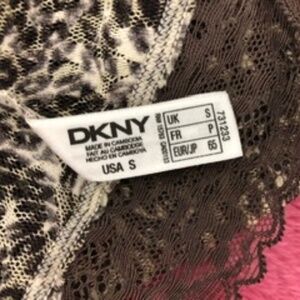 DKNY
MADE IN CAMBODIA
FAIT AU CAMBODGE
HECHO EN CAMBOYA
USA S
UK S
FR P
EUR/JP 65
731233